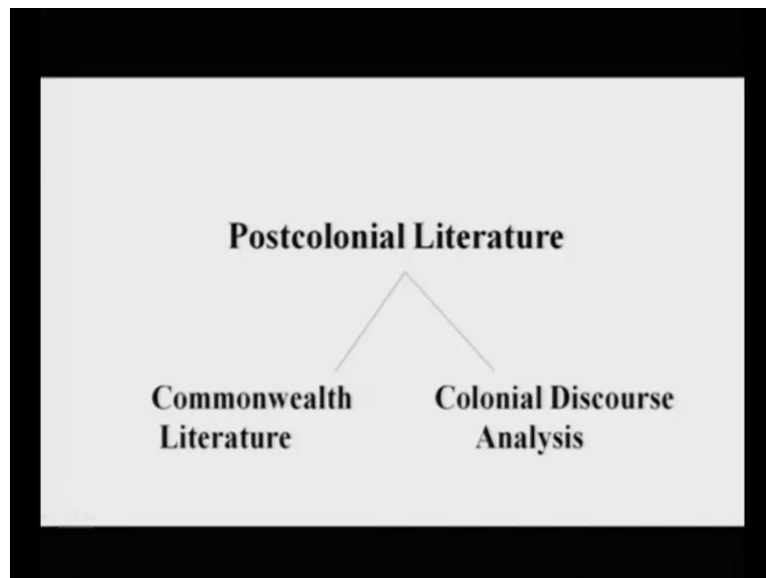 Postcolonial Literature
Commonwealth
Literature
Colonial Discourse
Analysis